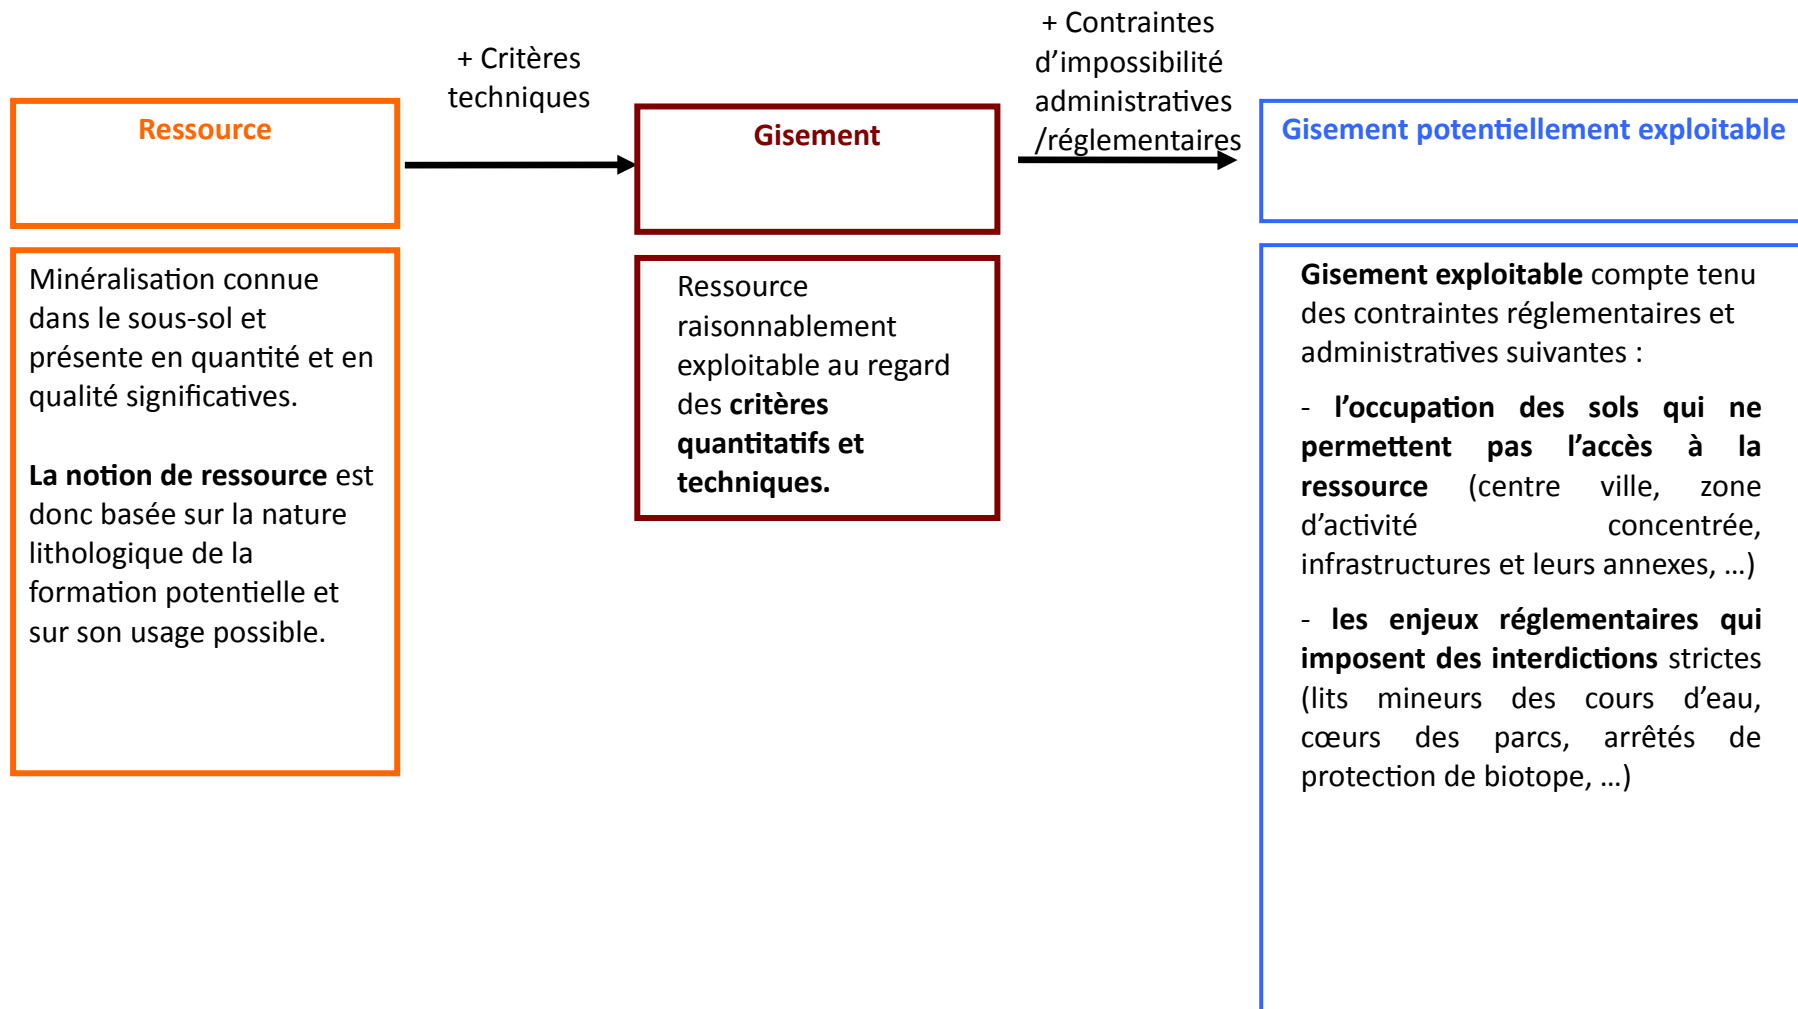 Ressource
+ Critères
techniques
Gisement
+ Contraintes
d’impossibilité
administratives
/réglementaires
Gisement potentiellement exploitable
Minéralisation connue
dans le sous-sol et
présente en quantité et en
qualité significatives.
La notion de ressource est
donc basée sur la nature
lithologique de la
formation potentielle et
sur son usage possible.
Ressource
raisonnablement
exploitable au regard
des critères
quantitatifs et
techniques.
Gisement exploitable compte tenu
des contraintes réglementaires et
administratives suivantes :
- l’occupation des sols qui ne
permettent pas l’accès à la
ressource (centre ville, zone
d’activité concentrée,
infrastructures et leurs annexes, …)
- les enjeux réglementaires qui
imposent des interdictions strictes
(lits mineurs des cours d’eau,
cœurs des parcs, arrêtés de
protection de biotope, …)